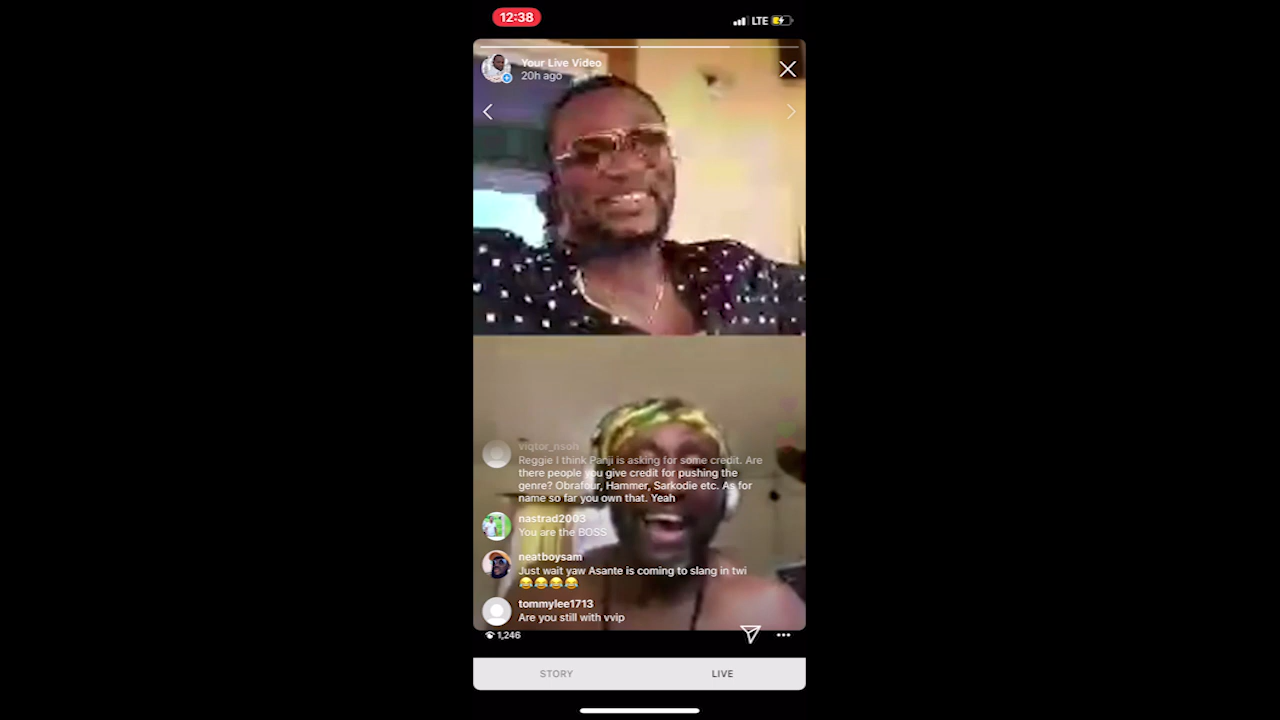 12:38
LTE
Your Live Video
20h ago
viqtor_nsoh
Reggie I think Panji is asking for some credit. Are
there people you give credit for pushing the
genre? Obrafour, Hammer, Sarkodie etc. As for
name so far you own that. Yeah
nastrad2003
You are the BOSS
neatboysam
Just wait yaw Asante is coming to slang in twi
😂😂😂😂
tommylee1713
Are you still with vvip
1,246
STORY
LIVE